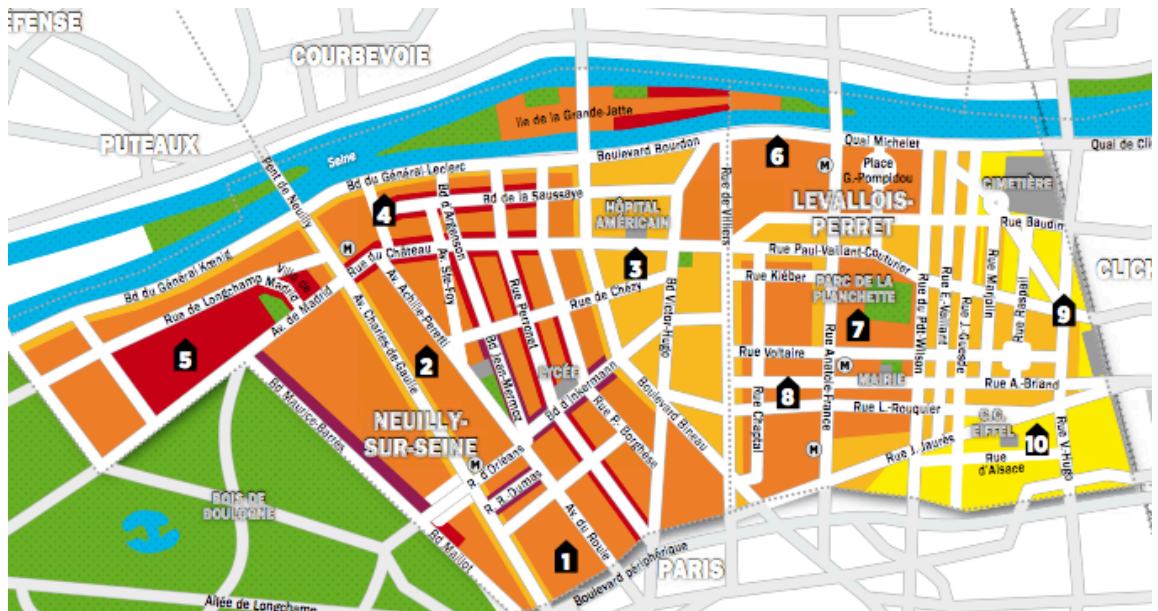 EFENSE
COURBEVOIE
PUTEAUX
Seine
Ile de la Grande-Jatte
Pont de Neuilly
Bd du Général Leclerc
Boulevard Bourdon
Quai Michelet
Quai de Cli
6
M
Place
G.-Pompidou
CIMETIÈRE
4
Bd d'Argenson
Bd de la Saussaye
HÔPITAL
AMÉRICAIN
Rue de Villiers
LEVALLOIS-
PERRET
Rue Baudin
M
Rue du Château
Av. Ste-Foy
3
Rue Paul-Vaillant-Couturier
CLICH
Bd du Général Kœnig
Rue de Longchamp
Ville de
Madrid
Av. de Madrid
Av. Achille-Peretti
Av. Charles de Gaulle
Rue Perronet
Rue de Chézy
Bd Victor-Hugo
Rue Kléber
PARC DE LA
PLANCHETTE
Rue du Pdt Wilson
Rue E.-Vaillant
Rue J.-Guesde
Rue Marjolin
Rue Raspail
9
7
5
2
Bd Jean-Mermoz
LYCÉE
Bd d'Inkermann
Boulevard Bineau
Rue Voltaire
Rue Anatole-France
M
MAIRIE
Rue A.-Briand
Bd Maurice-Barrès
NEUILLY-
SUR-SEINE
Rue P. Borghèse
Rue Chaptal
8
Rue L.-Rouquier
C.C.
EIFFEL
10
Rue V.-Hugo
M
R. d'Orléans
M
Rue J. Jaurès
Rue
d'Alsace
BOIS DE
BOULOGNE
R. R.-Dumas
Av. du Roule
Bd Maillot
1
Boulevard périphérique
PARIS
Allée de Longchamp